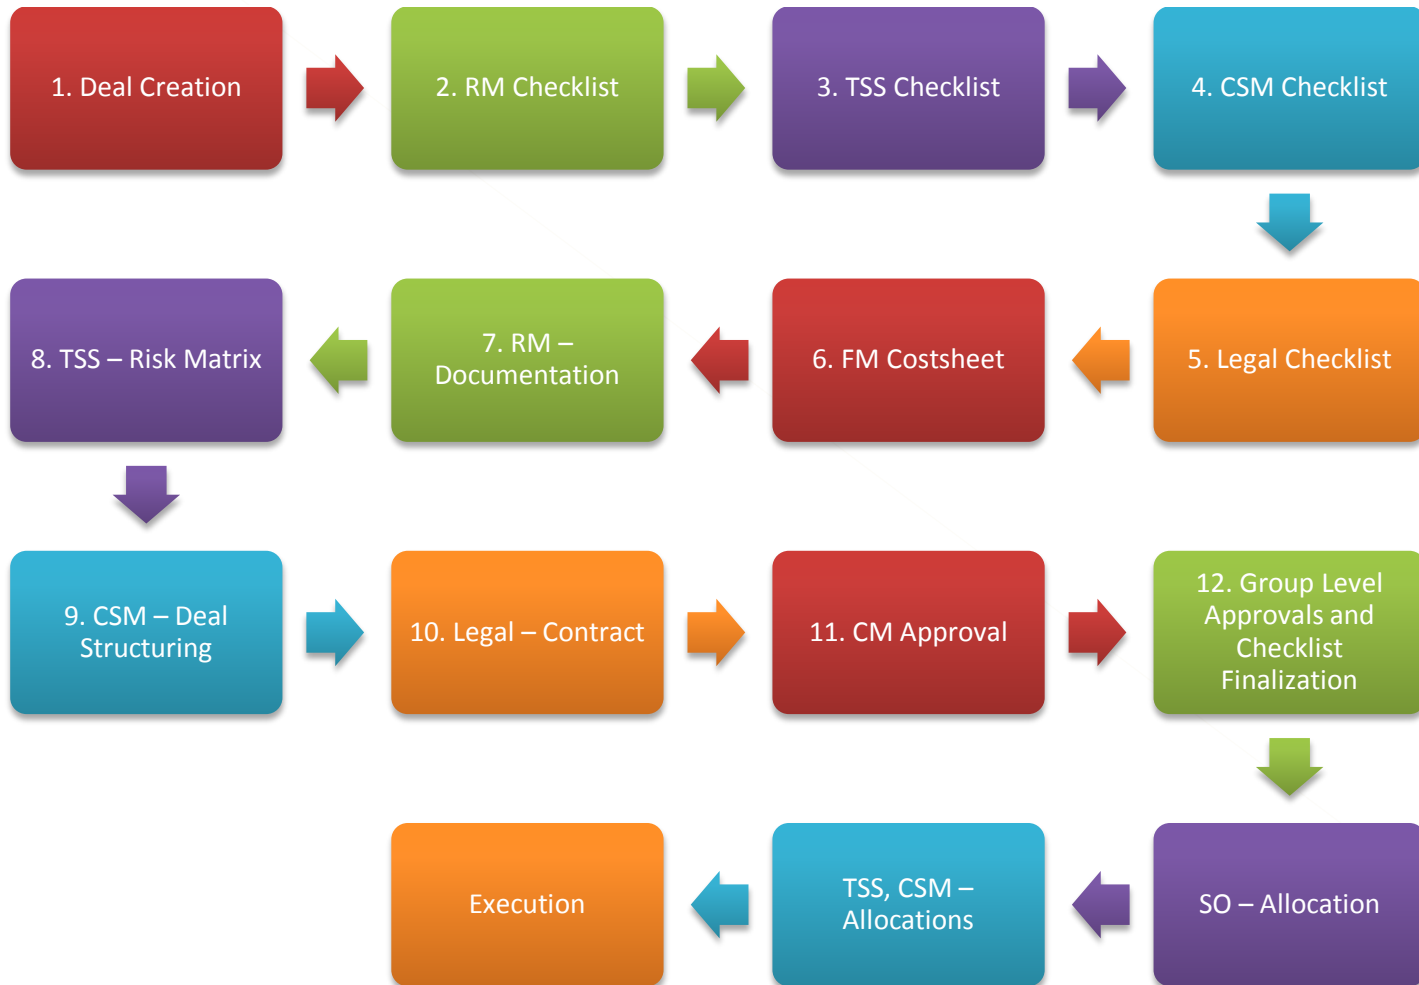 1. Deal Creation
2. RM Checklist
3. TSS Checklist
4. CSM Checklist
5. Legal Checklist
6. FM Costsheet
7. RM –
Documentation
8. TSS – Risk Matrix
9. CSM – Deal
Structuring
10. Legal – Contract
11. CM Approval
12. Group Level
Approvals and
Checklist
Finalization
SO – Allocation
TSS, CSM –
Allocations
Execution